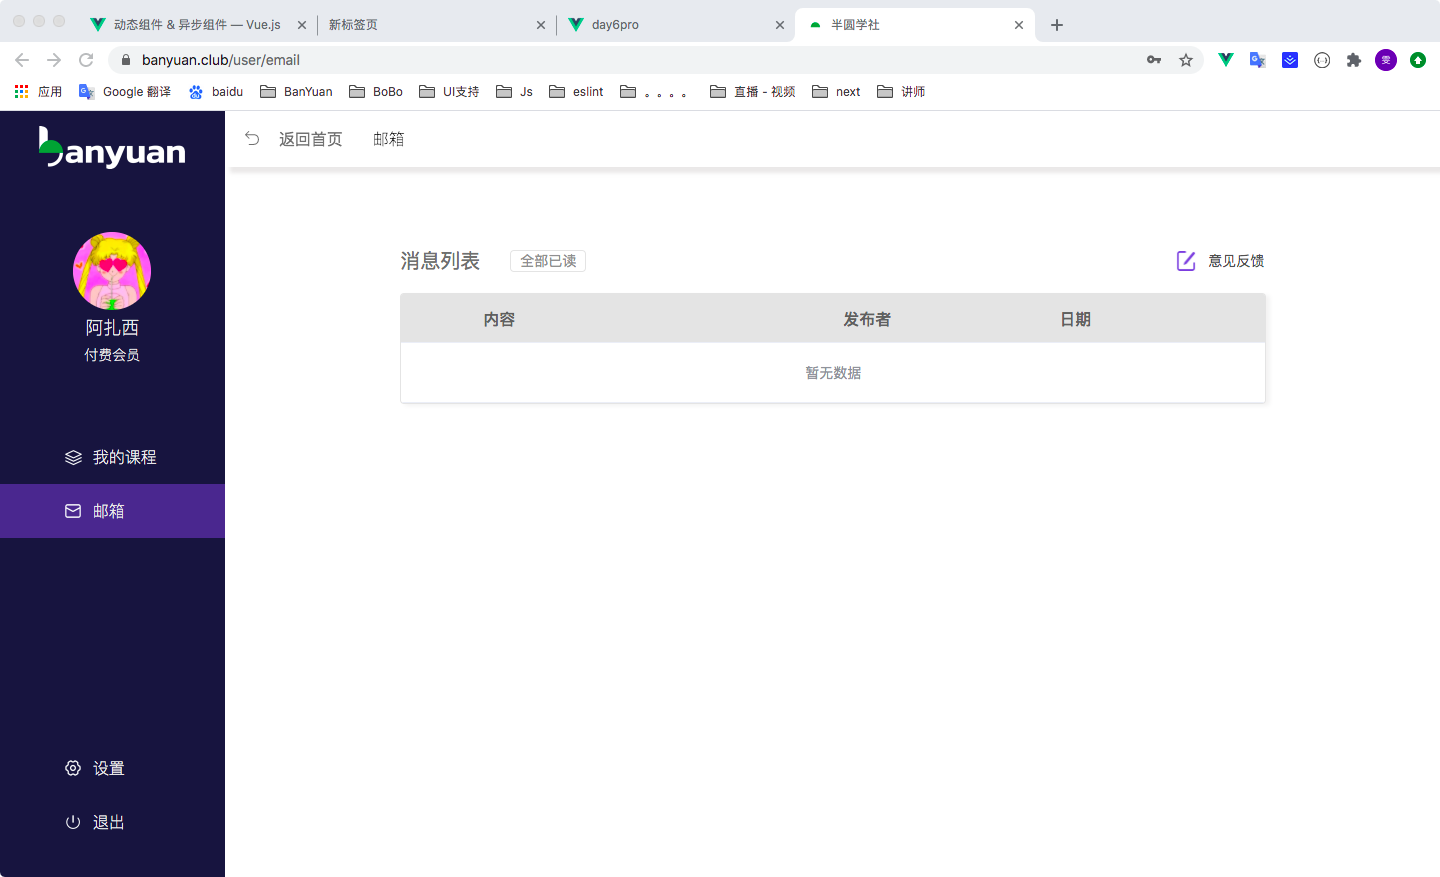 动态组件 & 异步组件 — Vue.js
新标签页
day6pro
半圆学社
banyuan.club/user/email
雯
应用
Google 翻译
baidu
BanYuan
BoBo
UI支持
Js
eslint
。。。。
直播 - 视频
next
讲师
banyuan
返回首页
邮箱
阿扎西
付费会员
我的课程
邮箱
设置
退出
消息列表
全部已读
意见反馈
内容 发布者 日期
暂无数据